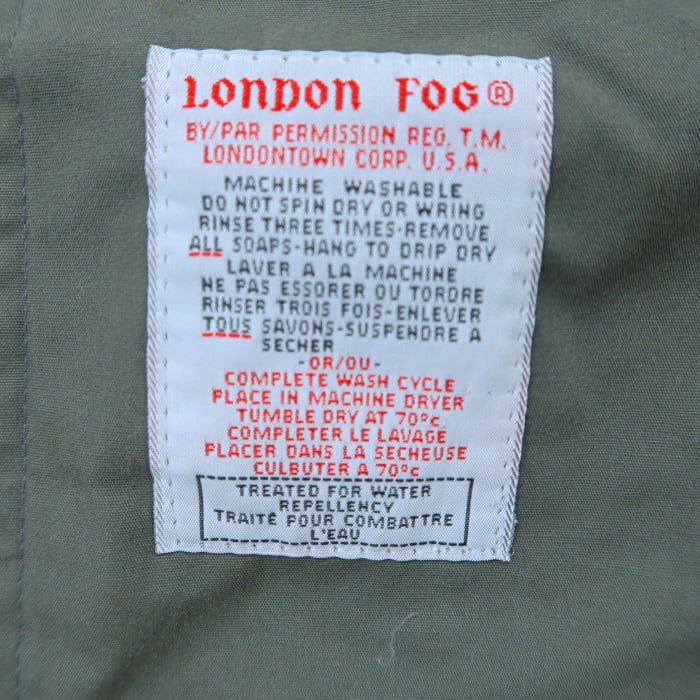 LONDON FOG®
BY/PAR PERMISSION REG. T.M.
LONDONTOWN CORP. U.S.A.
MACHINE WASHABLE
DO NOT SPIN DRY OR WRING
RINSE THREE TIMES-REMOVE
ALL SOAPS-HANG TO DRIP DRY
LAVER A LA MACHINE
NE PAS ESSORER OU TORDRE
RINSER TROIS FOIS-ENLEVER
TOUS SAVONS-SUSPENDRE A
SECHER
-OR/OU-
COMPLETE WASH CYCLE
PLACE IN MACHINE DRYER
TUMBLE DRY AT 70°C
COMPLETER LE LAVAGE
PLACER DANS LA SECHEUSE
CULBUTER A 70°C
TREATED FOR WATER
REPELLENCY
TRAITÉ POUR COMBATTRE
L'EAU